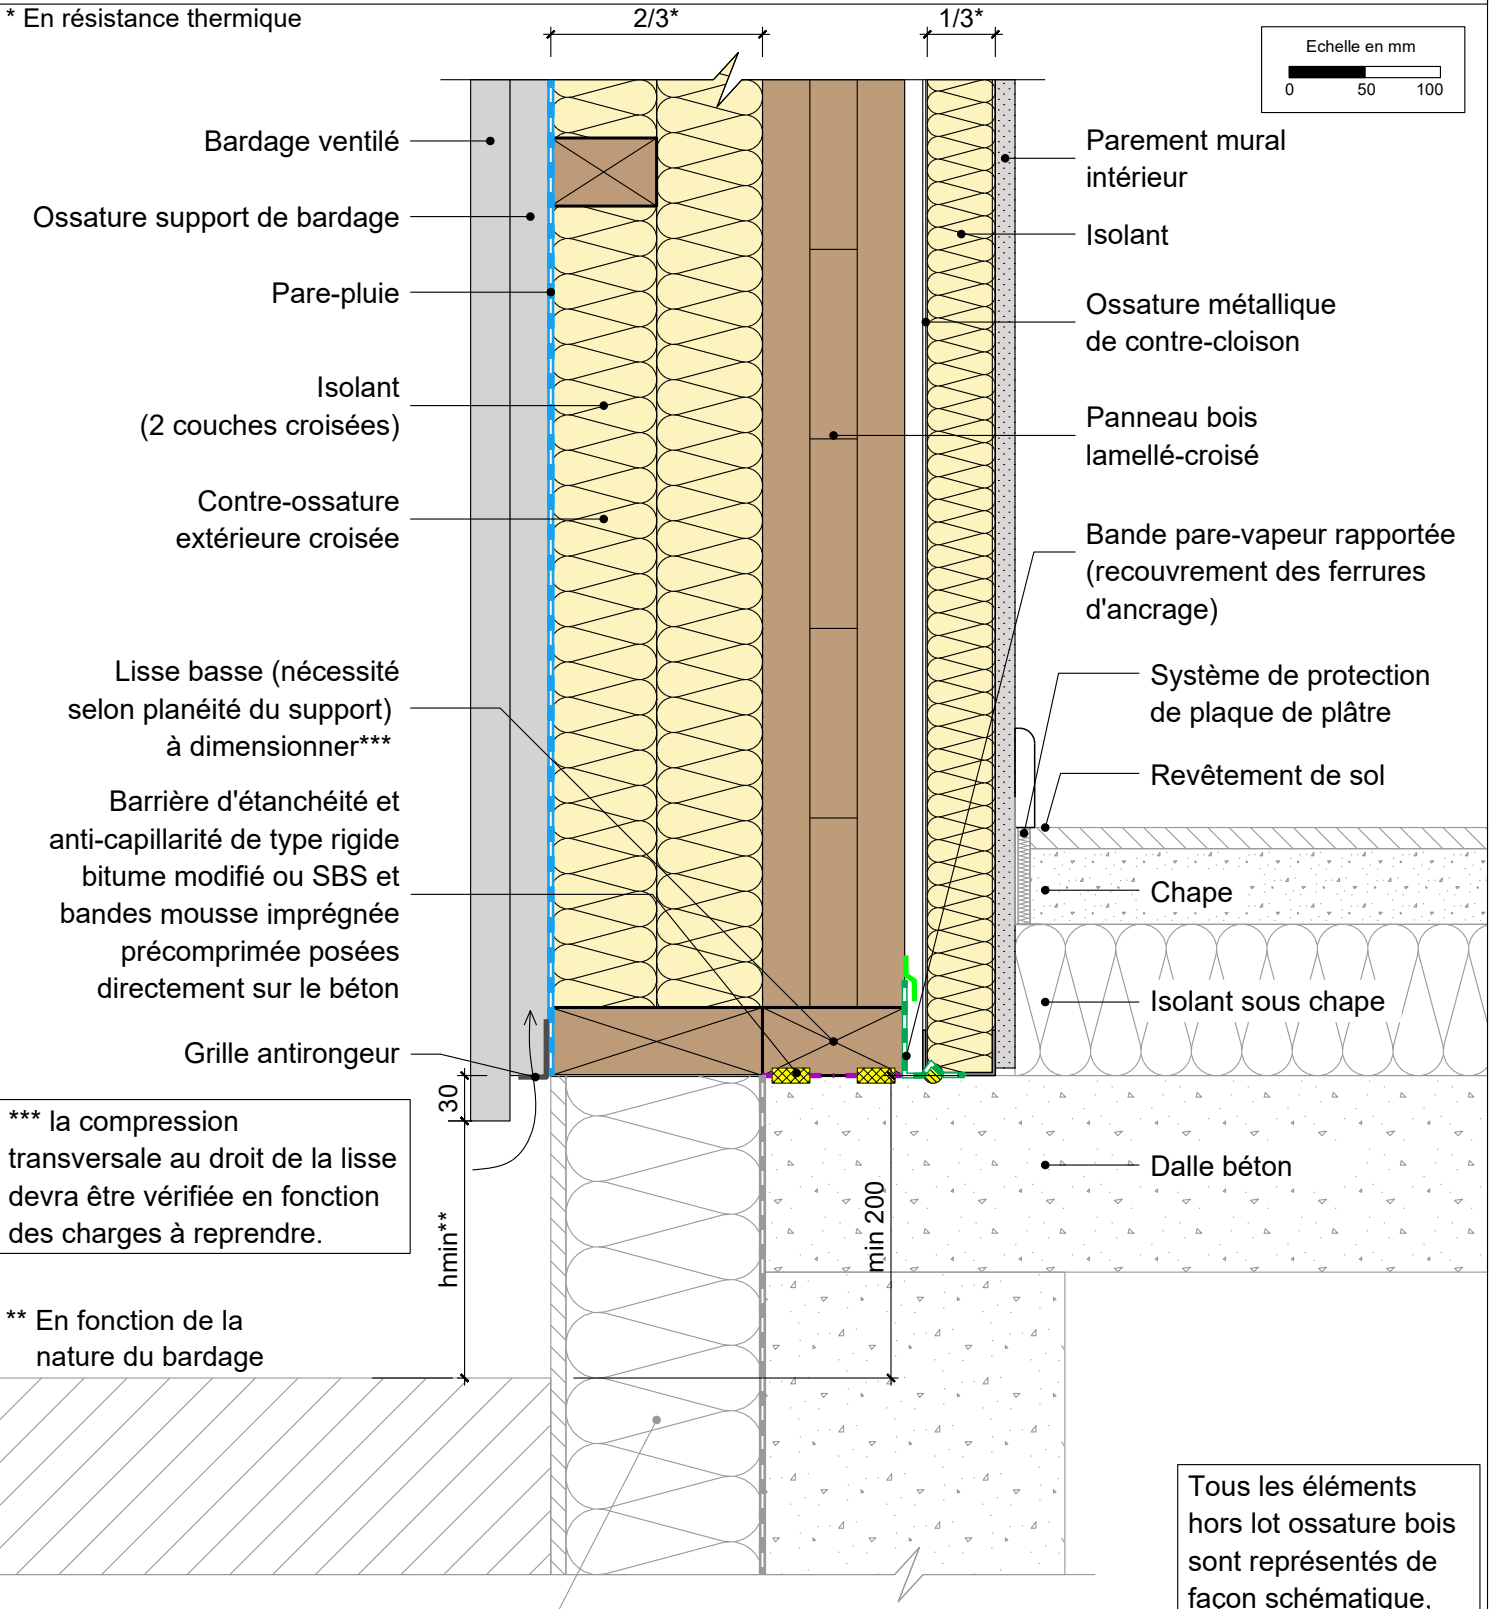 * En résistance thermique
2/3*
1/3*
Echelle en mm
0 50 100
Bardage ventilé
Ossature support de bardage
Pare-pluie
Isolant
(2 couches croisées)
Contre-ossature
extérieure croisée
Lisse basse (nécessité
selon planéité du support)
à dimensionner***
Barrière d'étanchéité et
anti-capillarité de type rigide
bitume modifié ou SBS et
bandes mousse imprégnée
précomprimée posées
directement sur le béton
Grille antirongeur
30
*** la compression
transversale au droit de la lisse
devra être vérifiée en fonction
des charges à reprendre.
hmin**
** En fonction de la
nature du bardage
Parement mural
intérieur
Isolant
Ossature métallique
de contre-cloison
Panneau bois
lamellé-croisé
Bande pare-vapeur rapportée
(recouvrement des ferrures
d'ancrage)
Système de protection
de plaque de plâtre
Revêtement de sol
Chape
Isolant sous chape
Dalle béton
min 200
Tous les éléments
hors lot ossature bois
sont représentés de
façon schématique,